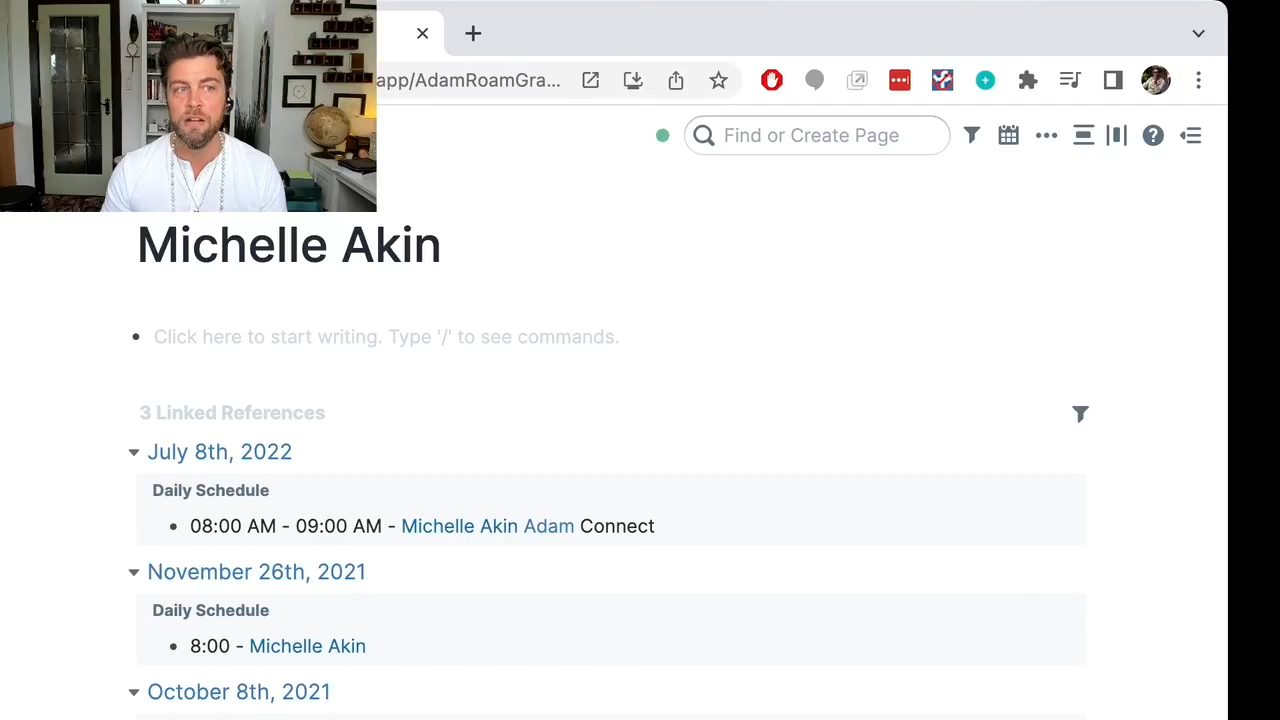 app/AdamRoamGra...
Find or Create Page
Michelle Akin
Click here to start writing. Type '/' to see commands.
3 Linked References
July 8th, 2022
Daily Schedule
08:00 AM - 09:00 AM - Michelle Akin Adam Connect
November 26th, 2021
Daily Schedule
8:00 - Michelle Akin
October 8th, 2021